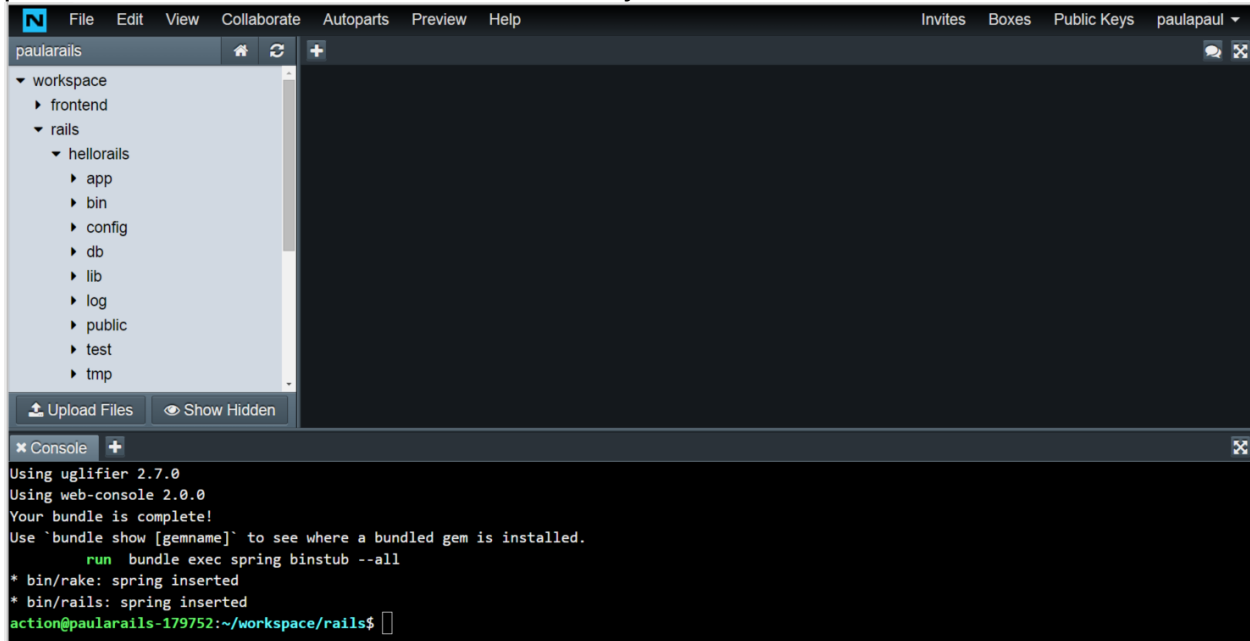 N File Edit View Collaborate Autoparts Preview Help Invites Boxes Public Keys paulapaul
paularails
workspace
frontend
rails
hellorails
app
bin
config
db
lib
log
public
test
tmp
Upload Files Show Hidden
Console
Using uglifier 2.7.0
Using web-console 2.0.0
Your bundle is complete!
Use `bundle show [gemname]` to see where a bundled gem is installed.
run bundle exec spring binstub --all
* bin/rake: spring inserted
* bin/rails: spring inserted
action@paularails-179752:~/workspace/rails$